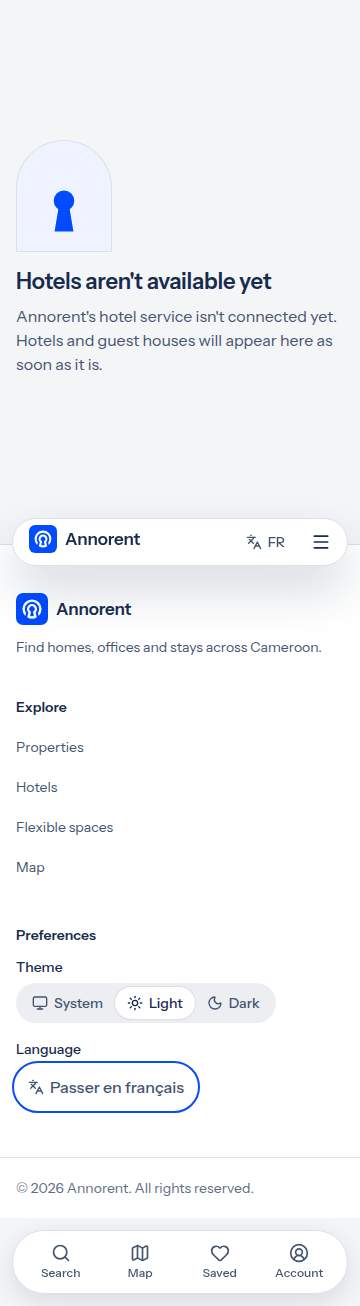 Hotels aren't available yet
Annorent's hotel service isn't connected yet.
Hotels and guest houses will appear here as
soon as it is.
Annorent
FR
Annorent
Find homes, offices and stays across Cameroon.
Explore
Properties
Hotels
Flexible spaces
Map
Preferences
Theme
System Light Dark
Language
Passer en français
© 2026 Annorent. All rights reserved.
Search Map Saved Account